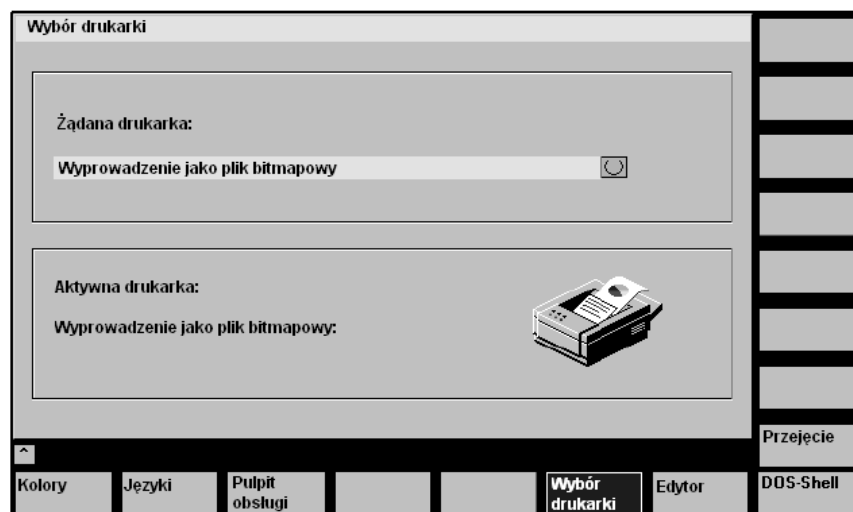 Wybór drukarki
Żądana drukarka:
Wyprowadzenie jako plik bitmapowy
Aktywna drukarka:
Wyprowadzenie jako plik bitmapowy:
Przejęcie
^
Kolory
Języki
Pulpit
obsługi
Wybór
drukarki
Edytor
DOS-Shell